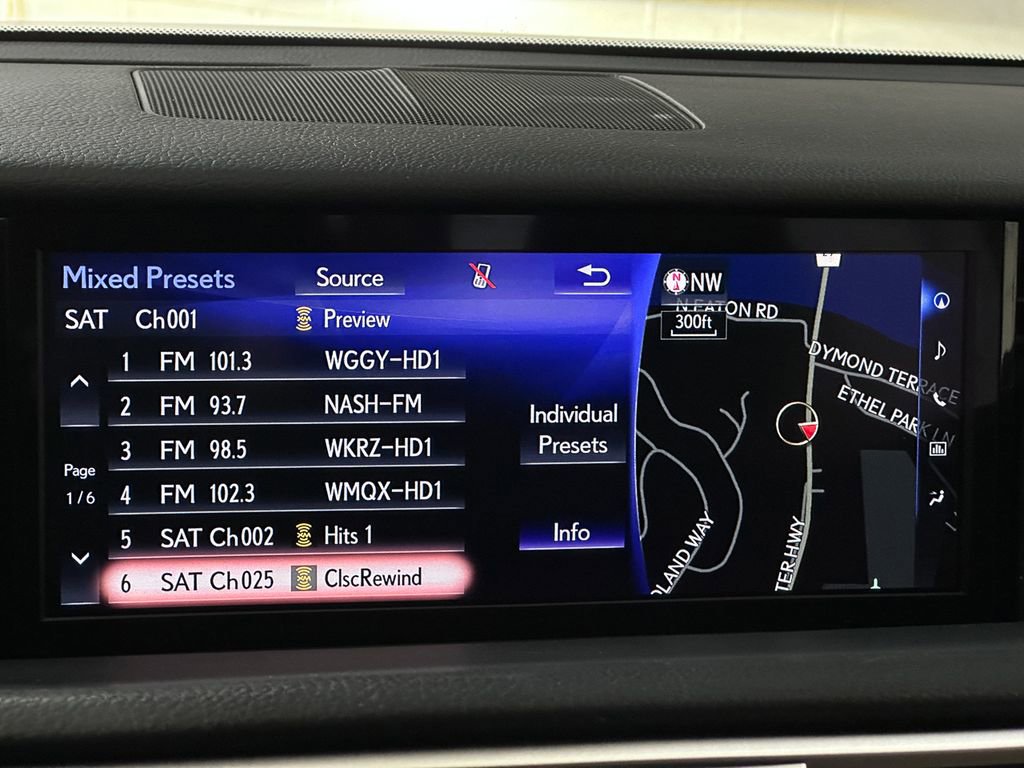 Mixed Presets
Source
SAT Ch001 Preview
1 FM 101.3 WGGY-HD1
2 FM 93.7 NASH-FM
3 FM 98.5 WKRZ-HD1
4 FM 102.3 WMQX-HD1
5 SAT Ch002 Hits 1
6 SAT Ch025 ClscRewind
Page
1/6
Individual
Presets
Info
N NW
300ft
N EATON RD
DYMOND TERRACE
ETHEL PARK LN
PLAND WAY
TER HWY